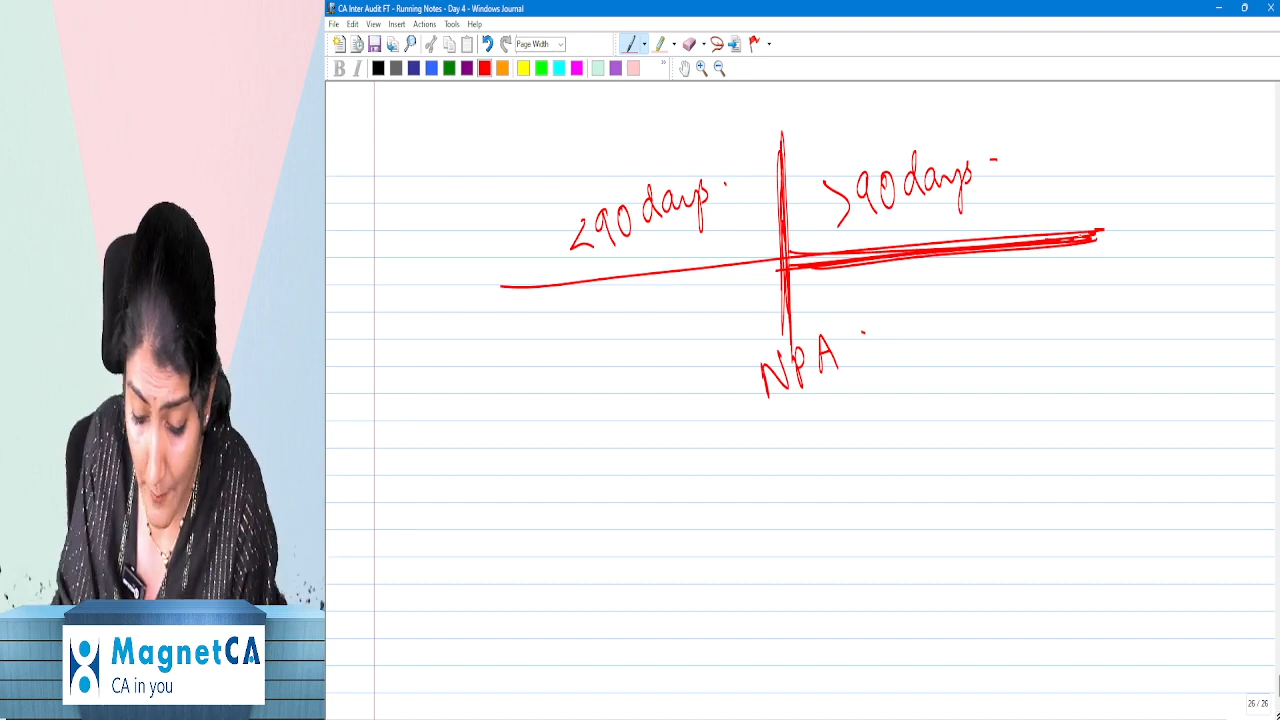 CA Inter Audit FT - Running Notes - Day 4 - Windows Journal
File Edit View Insert Actions Tools Help
Page Width
B I
<90 days.
>90 days -
NPA
MagnetCA
CA in you
26 / 26